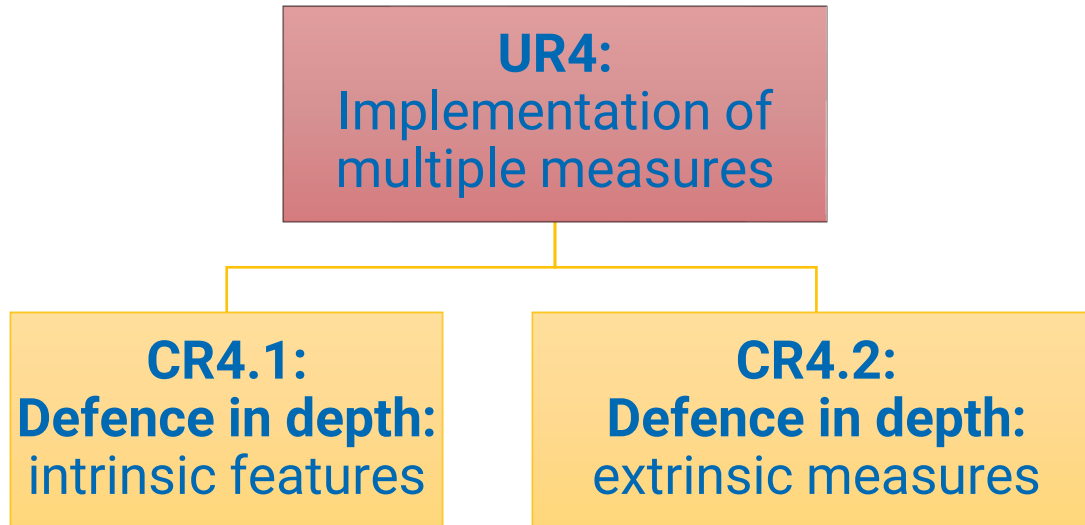 UR4:
Implementation of
multiple measures
CR4.1:
Defence in depth:
intrinsic features
CR4.2:
Defence in depth:
extrinsic measures